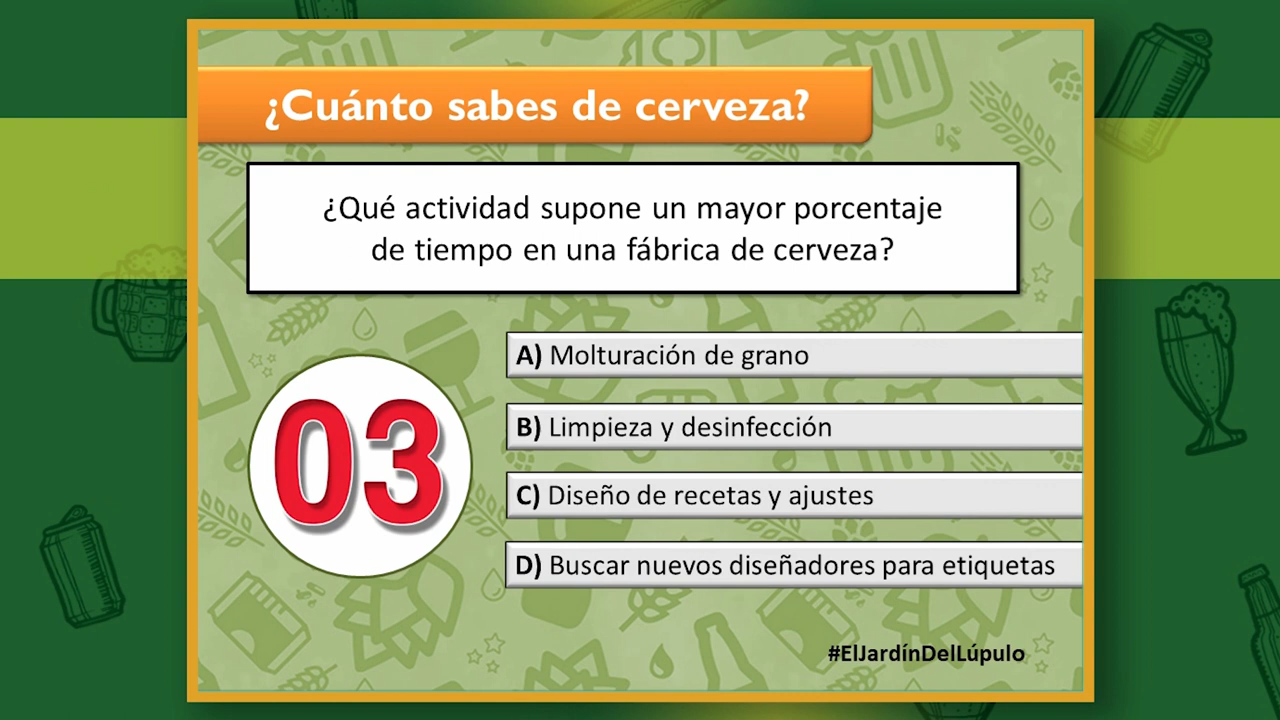 ¿Cuánto sabes de cerveza?
¿Qué actividad supone un mayor porcentaje
de tiempo en una fábrica de cerveza?
03
A) Molturación de grano
B) Limpieza y desinfección
C) Diseño de recetas y ajustes
D) Buscar nuevos diseñadores para etiquetas
#ElJardínDelLúpulo